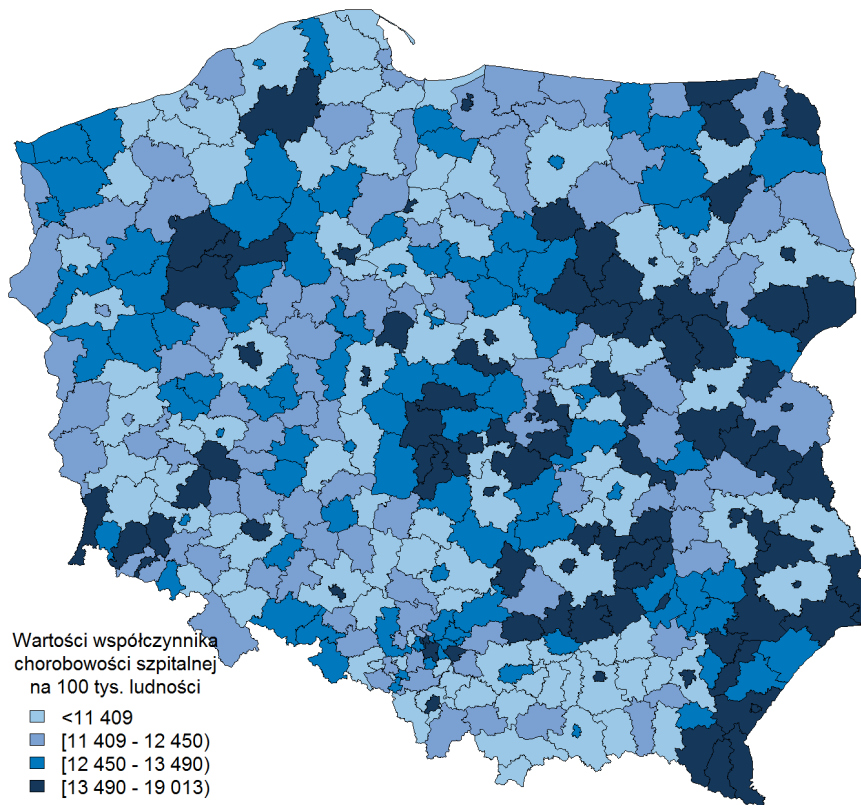 Wartości współczynnika
chorobowości szpitalnej
na 100 tys. ludności
<11 409
[11 409 - 12 450)
[12 450 - 13 490)
[13 490 - 19 013)